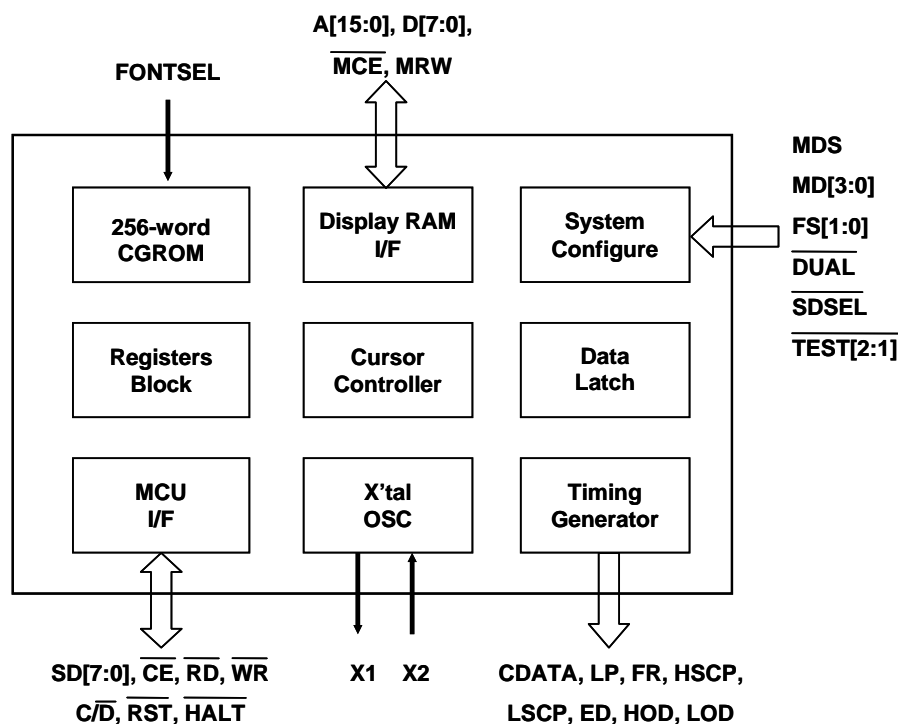 A[15:0], D[7:0],
MCE, MRW
FONTSEL
MDS
MD[3:0]
FS[1:0]
DUAL
SDSEL
TEST[2:1]
256-word
CGROM
Display RAM
I/F
System
Configure
Registers
Block
Cursor
Controller
Data
Latch
MCU
I/F
X'tal
OSC
Timing
Generator
SD[7:0], CE, RD, WR
C/D, RST, HALT
X1
X2
CDATA, LP, FR, HSCP,
LSCP, ED, HOD, LOD